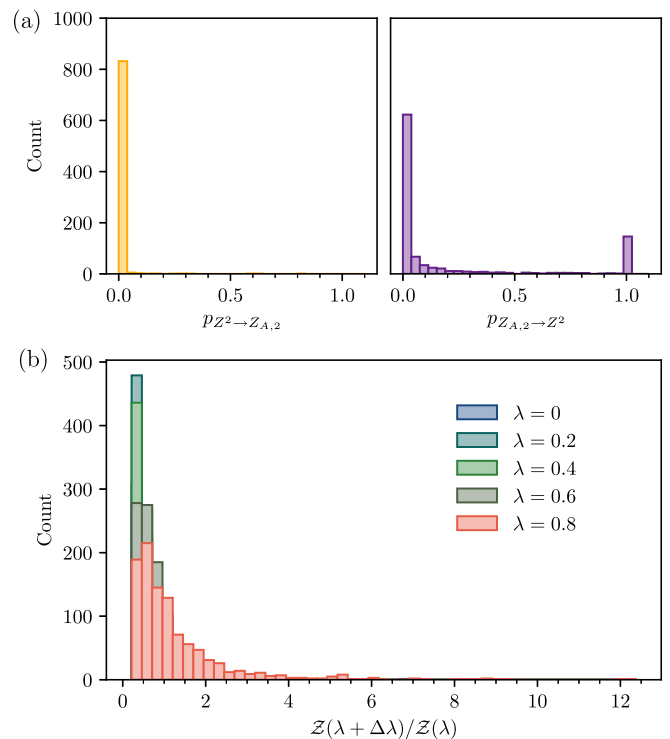 (a)
1000
800
600
400
200
0
Count
0.0 0.5 1.0
0.0 0.5 1.0
p_{Z^2→Z_{A,2}}
p_{Z_{A,2}→Z^2}
(b)
500
400
300
200
100
0
Count
λ = 0
λ = 0.2
λ = 0.4
λ = 0.6
λ = 0.8
0 2 4 6 8 10 12
𝒵(λ + Δλ)/𝒵(λ)